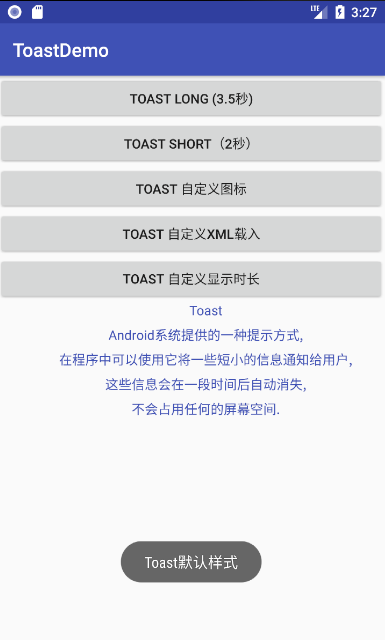 LTE 3:27
ToastDemo
TOAST LONG (3.5秒)
TOAST SHORT（2秒）
TOAST 自定义图标
TOAST 自定义XML载入
TOAST 自定义显示时长
Toast
Android系统提供的一种提示方式,
在程序中可以使用它将一些短小的信息通知给用户,
这些信息会在一段时间后自动消失,
不会占用任何的屏幕空间.
Toast默认样式